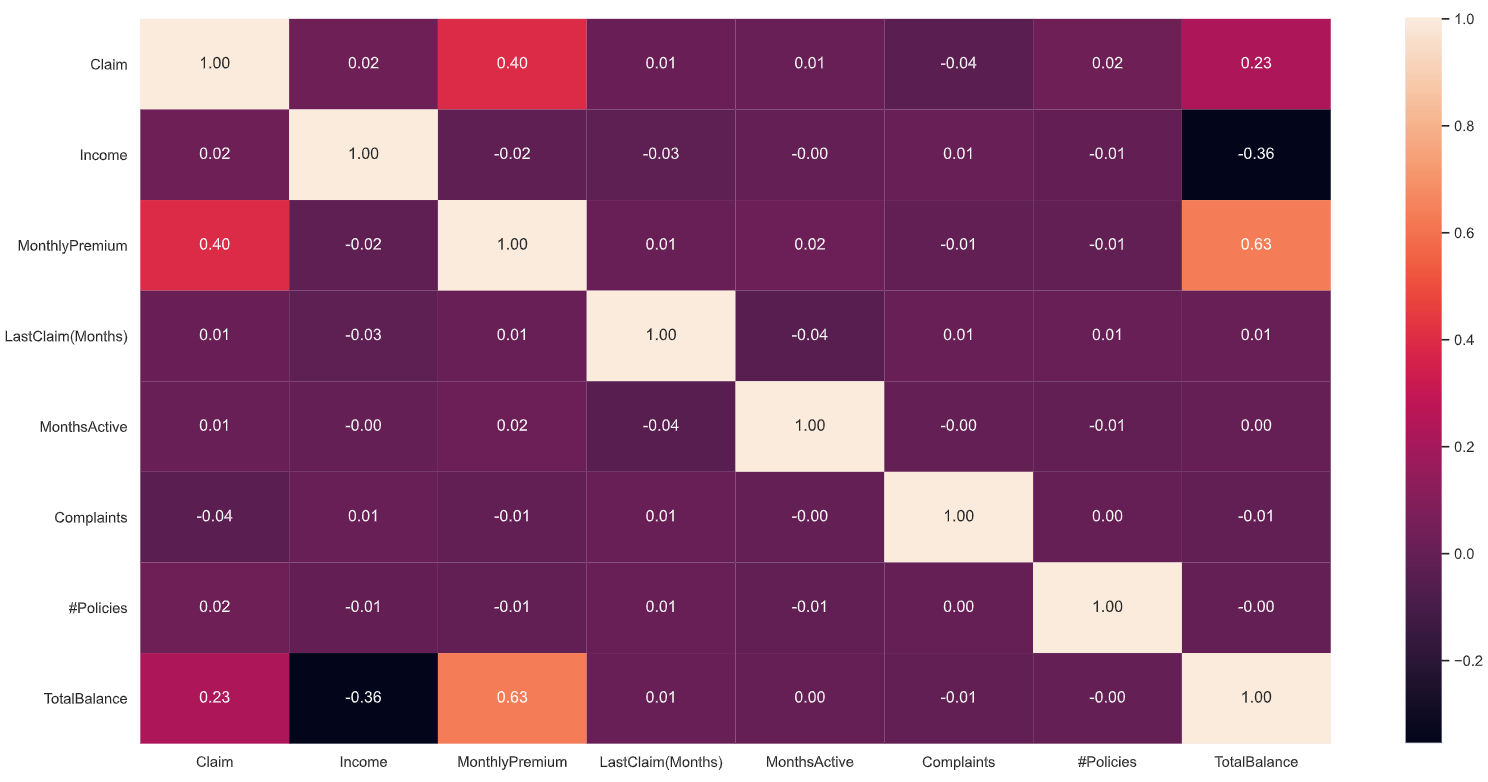 Claim 1.00 0.02 0.40 0.01 0.01 -0.04 0.02 0.23
Income 0.02 1.00 -0.02 -0.03 -0.00 0.01 -0.01 -0.36
MonthlyPremium 0.40 -0.02 1.00 0.01 0.02 -0.01 -0.01 0.63
LastClaim(Months) 0.01 -0.03 0.01 1.00 -0.04 0.01 0.01 0.01
MonthsActive 0.01 -0.00 0.02 -0.04 1.00 -0.00 -0.01 0.00
Complaints -0.04 0.01 -0.01 0.01 -0.00 1.00 0.00 -0.01
#Policies 0.02 -0.01 -0.01 0.01 -0.01 0.00 1.00 -0.00
TotalBalance 0.23 -0.36 0.63 0.01 0.00 -0.01 -0.00 1.00
Claim Income MonthlyPremium LastClaim(Months) MonthsActive Complaints #Policies TotalBalance
1.0
0.8
0.6
0.4
0.2
0.0
−0.2